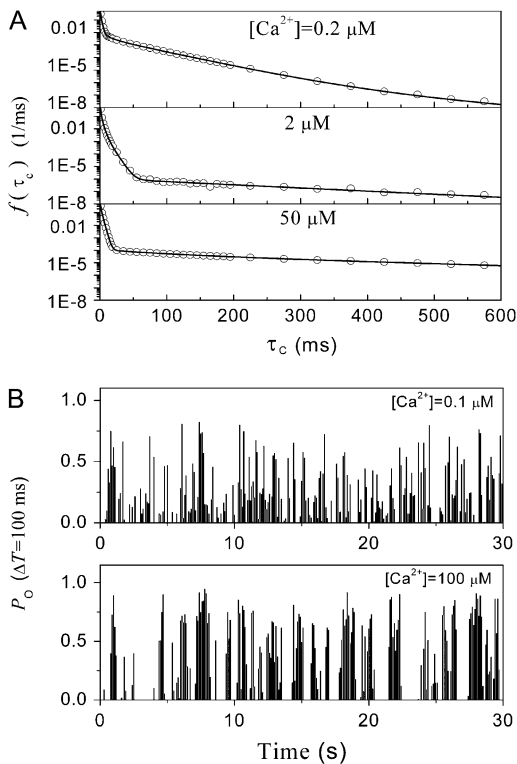 A
[Ca²⁺]=0.2 μM
0.01
1E-5
1E-8
2 μM
0.01
1E-5
1E-8
50 μM
0.01
1E-5
1E-8
f(τc) (1/ms)
0 100 200 300 400 500 600
τC (ms)
B
[Ca²⁺]=0.1 μM
1.0
0.5
0.0
0 10 20 30
[Ca²⁺]=100 μM
1.0
0.5
0.0
0 10 20 30
PO (ΔT=100 ms)
Time (s)